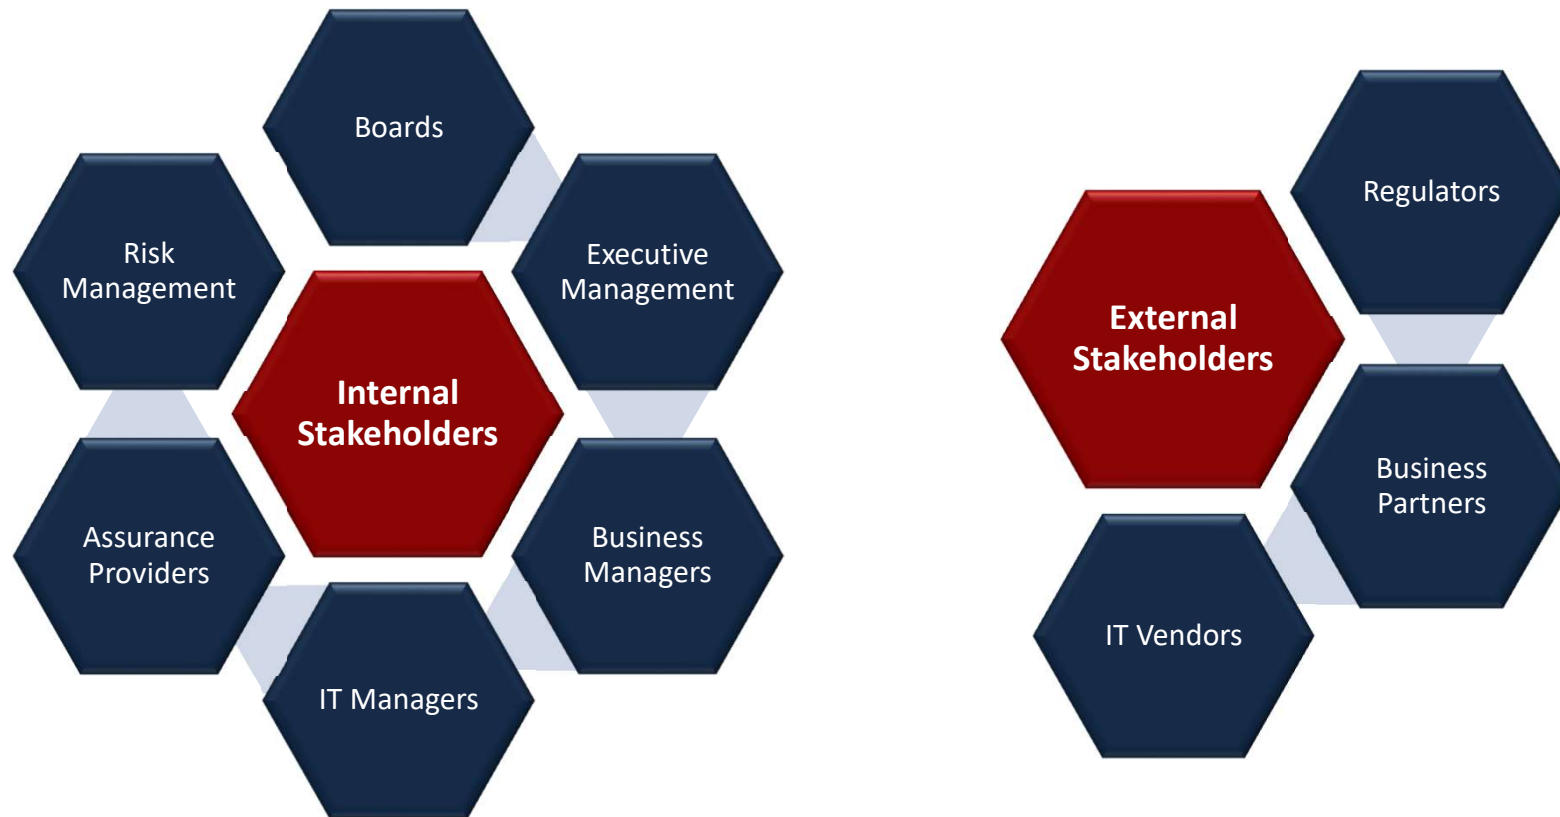 Boards
Executive
Management
Business
Managers
IT Managers
Assurance
Providers
Risk
Management
Internal
Stakeholders
External
Stakeholders
Regulators
Business
Partners
IT Vendors